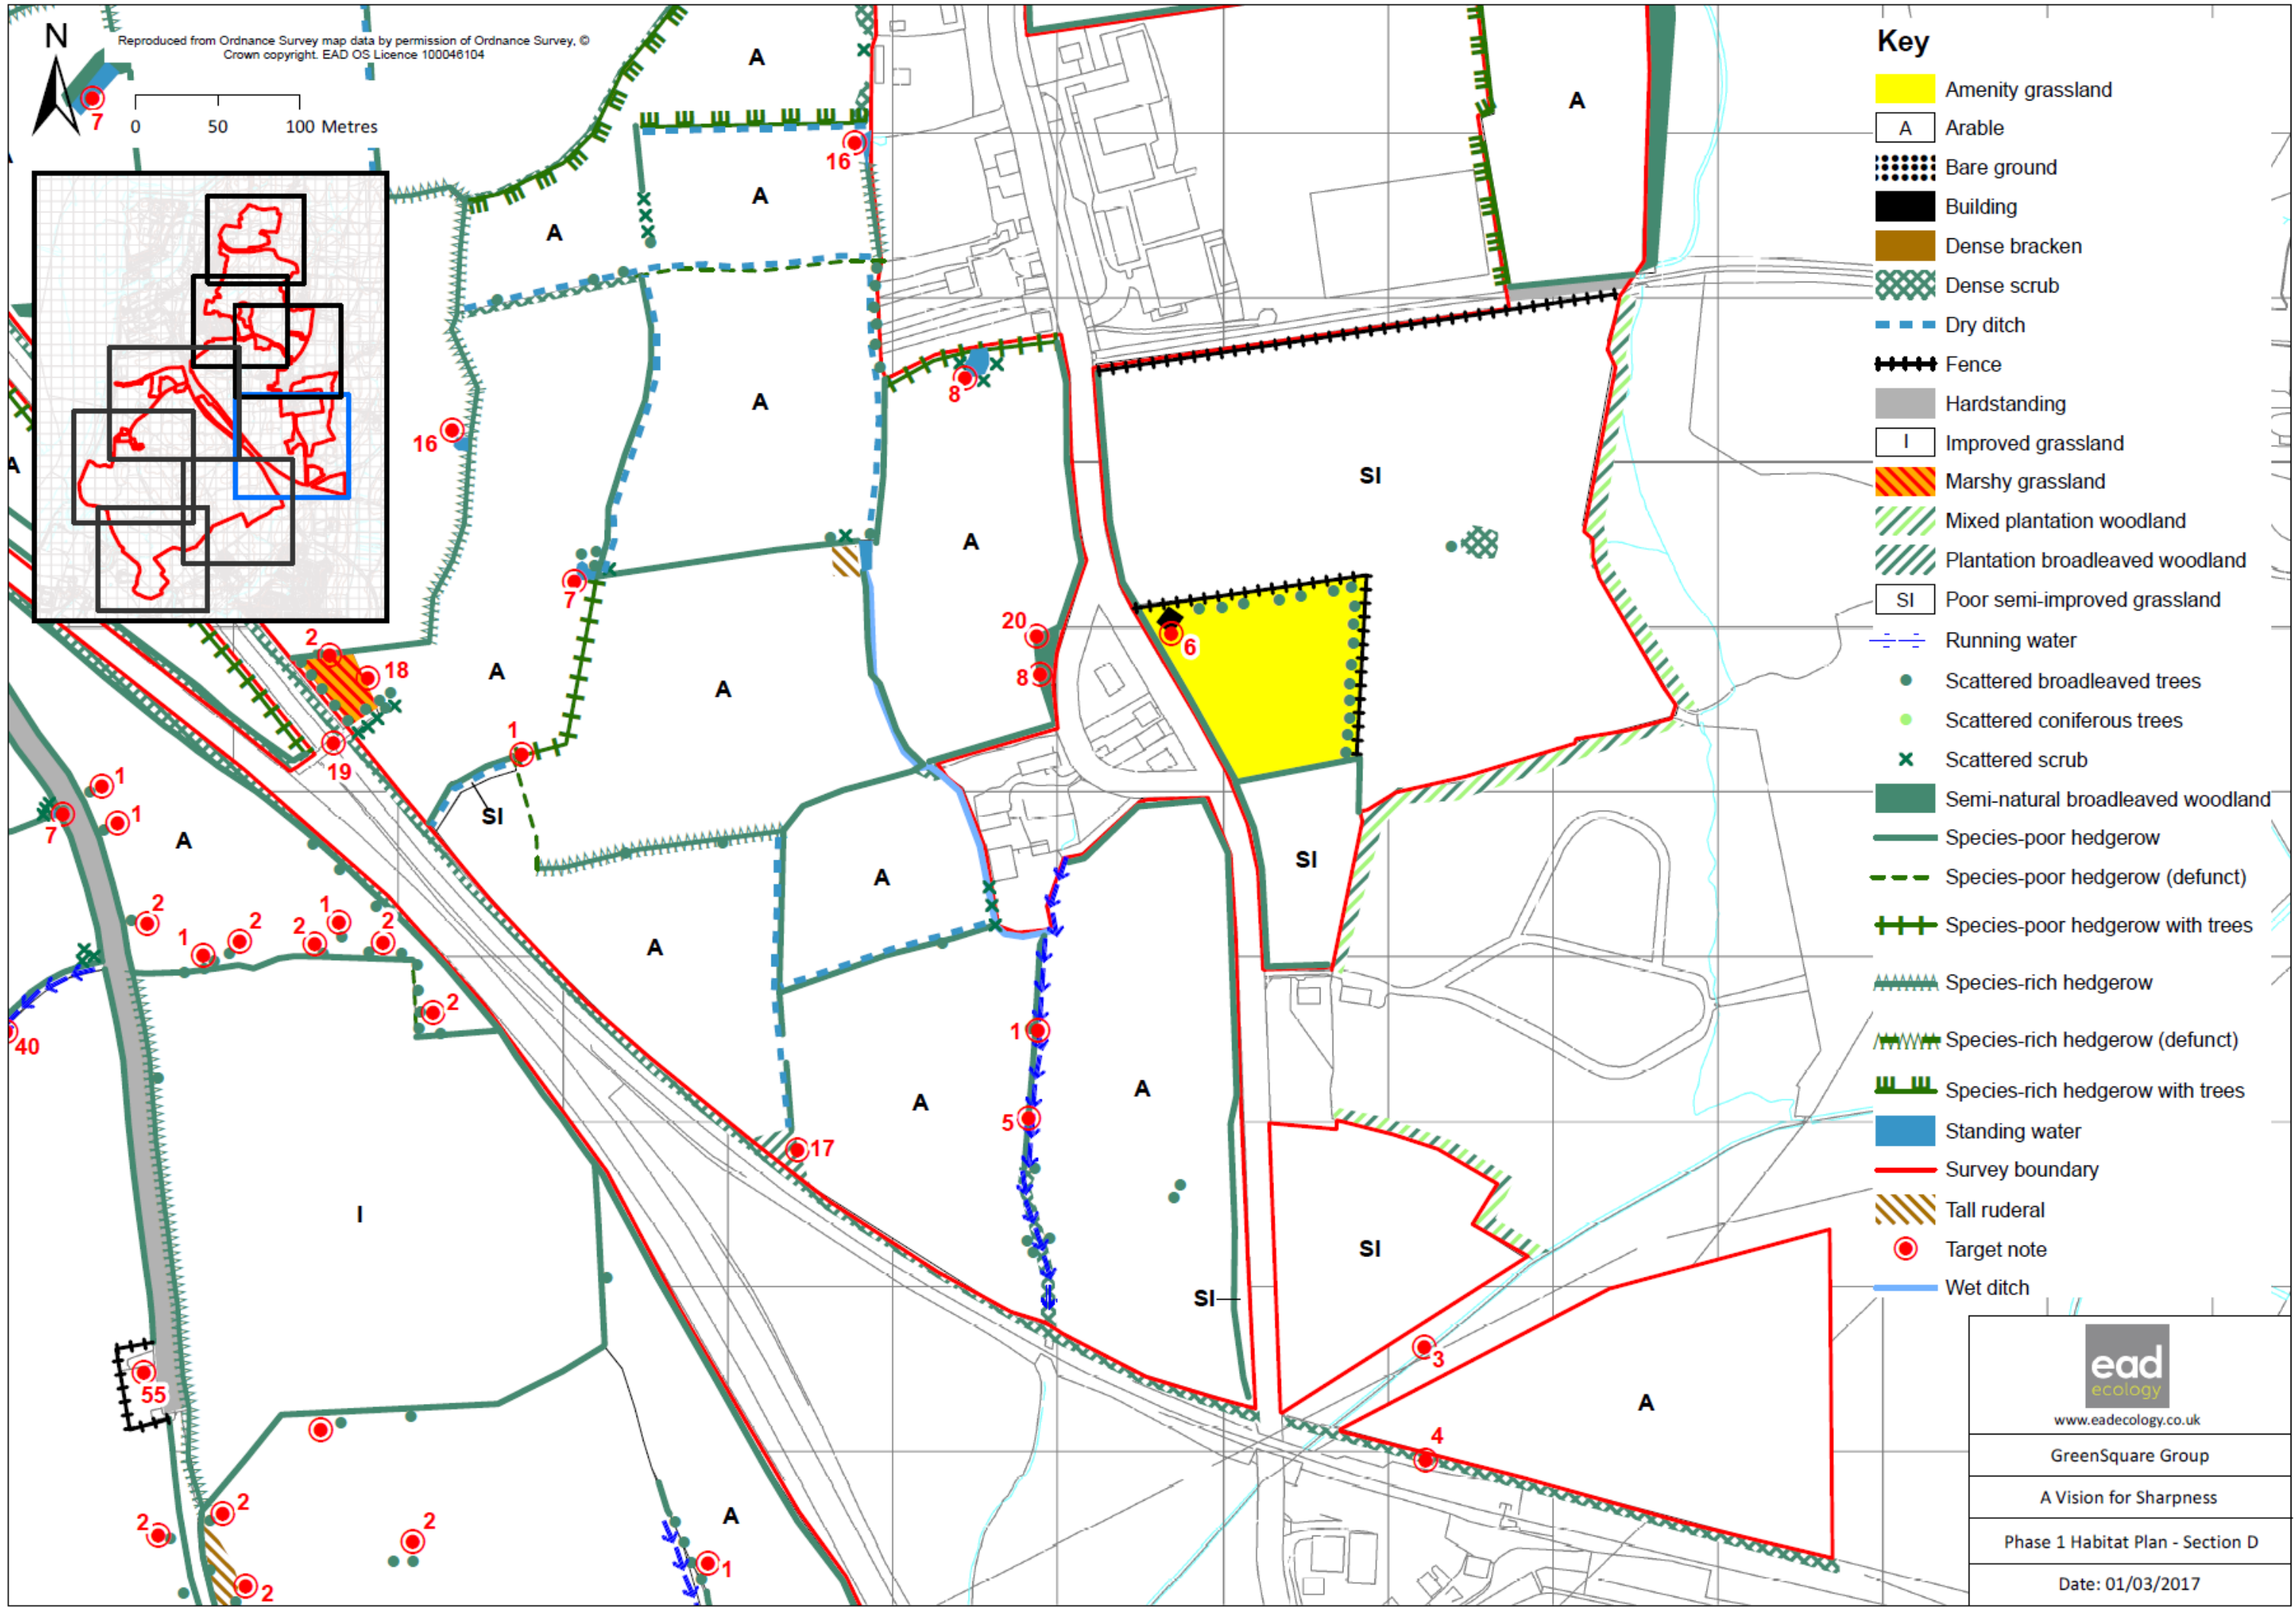 N
Reproduced from Ordnance Survey map data by permission of Ordnance Survey, ©
Crown copyright. EAD OS Licence 100046104
0 50 100 Metres
7
A
A
16
A
A
A
A
A
8
16
A
SI
A
7
20
8
6
2
18
A
A
1
19
SI
1
1
7
A
SI
A
2
1
2
2
1
2
A
2
40
1
A
A
5
17
I
SI
SI
3
55
A
4
2
2
2
A
1
2
Key
Amenity grassland
A Arable
Bare ground
Building
Dense bracken
Dense scrub
Dry ditch
Fence
Hardstanding
I Improved grassland
Marshy grassland
Mixed plantation woodland
Plantation broadleaved woodland
SI Poor semi-improved grassland
Running water
Scattered broadleaved trees
Scattered coniferous trees
Scattered scrub
Semi-natural broadleaved woodland
Species-poor hedgerow
Species-poor hedgerow (defunct)
Species-poor hedgerow with trees
Species-rich hedgerow
Species-rich hedgerow (defunct)
Species-rich hedgerow with trees
Standing water
Survey boundary
Tall ruderal
Target note
Wet ditch
ead
ecology
www.eadecology.co.uk
GreenSquare Group
A Vision for Sharpness
Phase 1 Habitat Plan - Section D
Date: 01/03/2017